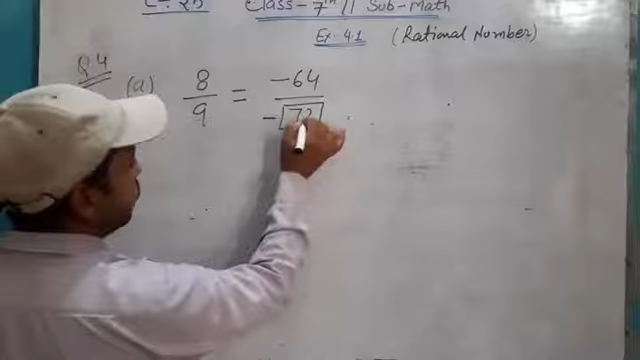 Class-7th Sub-Math
Ex-4.1 (Rational Number)
Q.4
(a) 8/9 = -64/-72